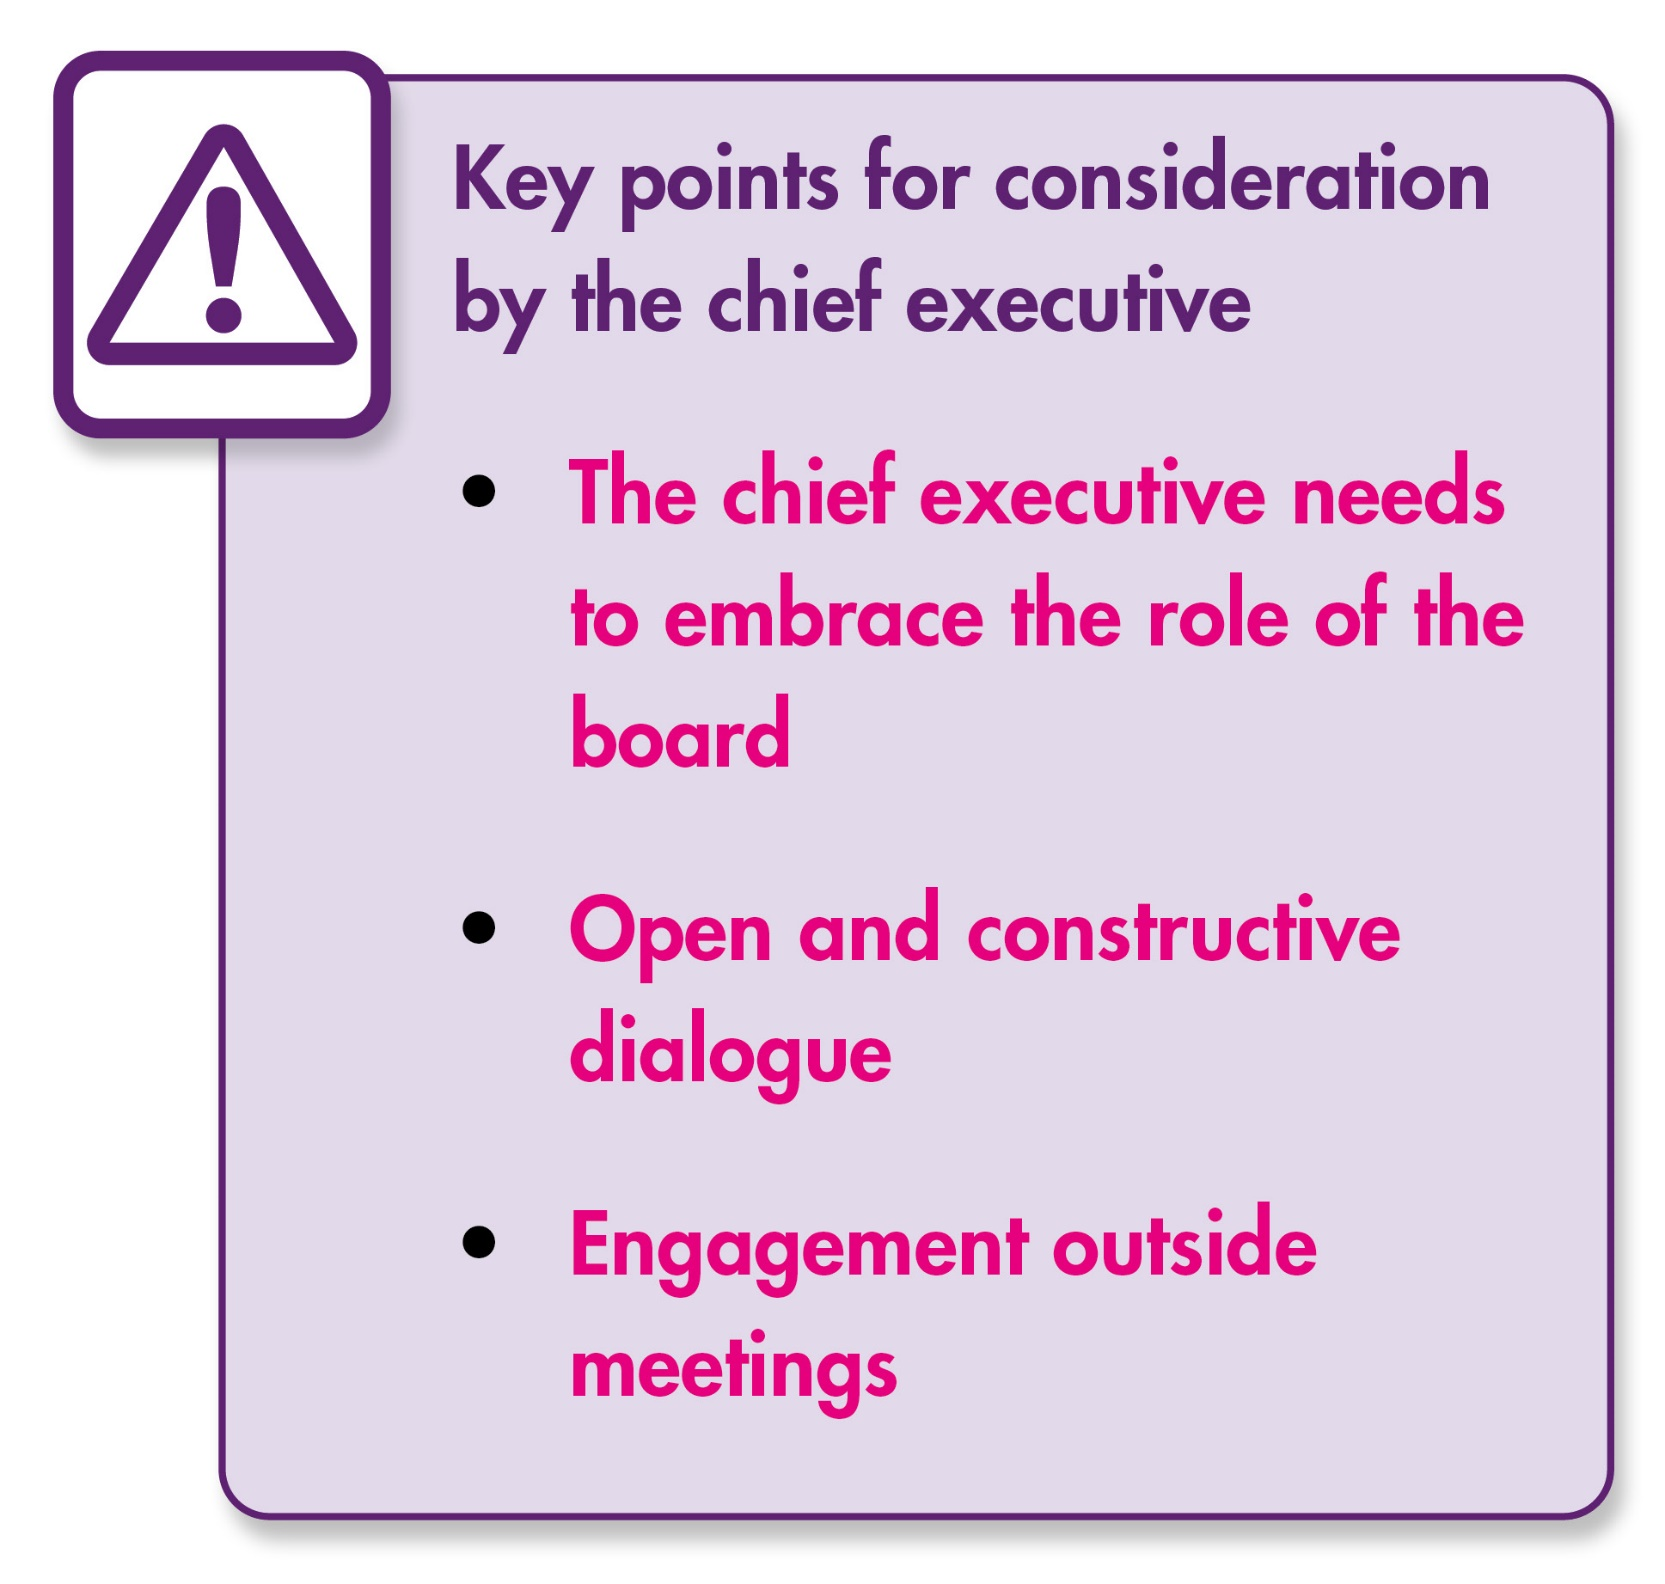 Key points for consideration
by the chief executive
• The chief executive needs
to embrace the role of the
board
• Open and constructive
dialogue
• Engagement outside
meetings